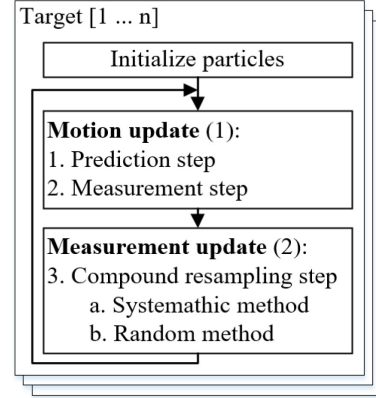 Target [1 ... n]
Initialize particles
Motion update (1):
1. Prediction step
2. Measurement step
Measurement update (2):
3. Compound resampling step
a. Systemathic method
b. Random method